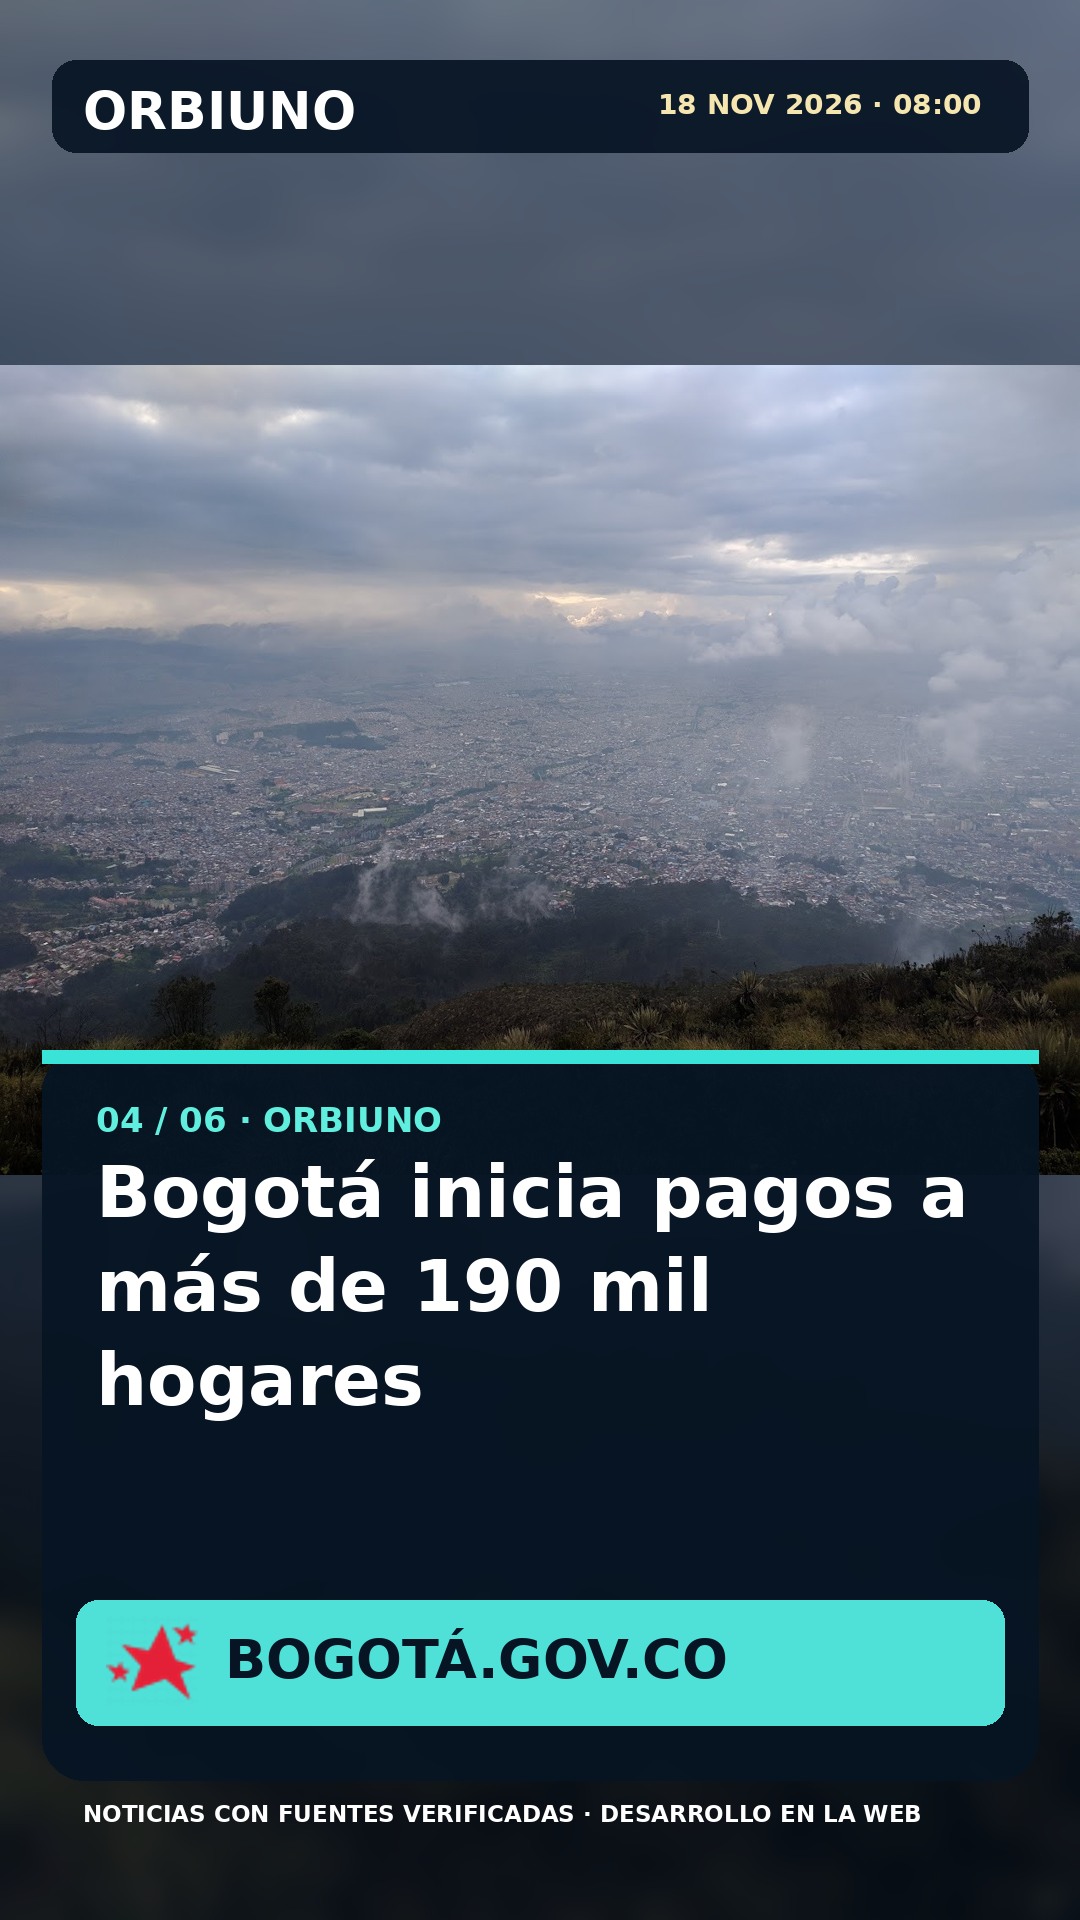 ORBIUNO
18 NOV 2026 · 08:00
04 / 06 · ORBIUNO
Bogotá inicia pagos a
más de 190 mil
hogares
BOGOTÁ.GOV.CO
NOTICIAS CON FUENTES VERIFICADAS · DESARROLLO EN LA WEB